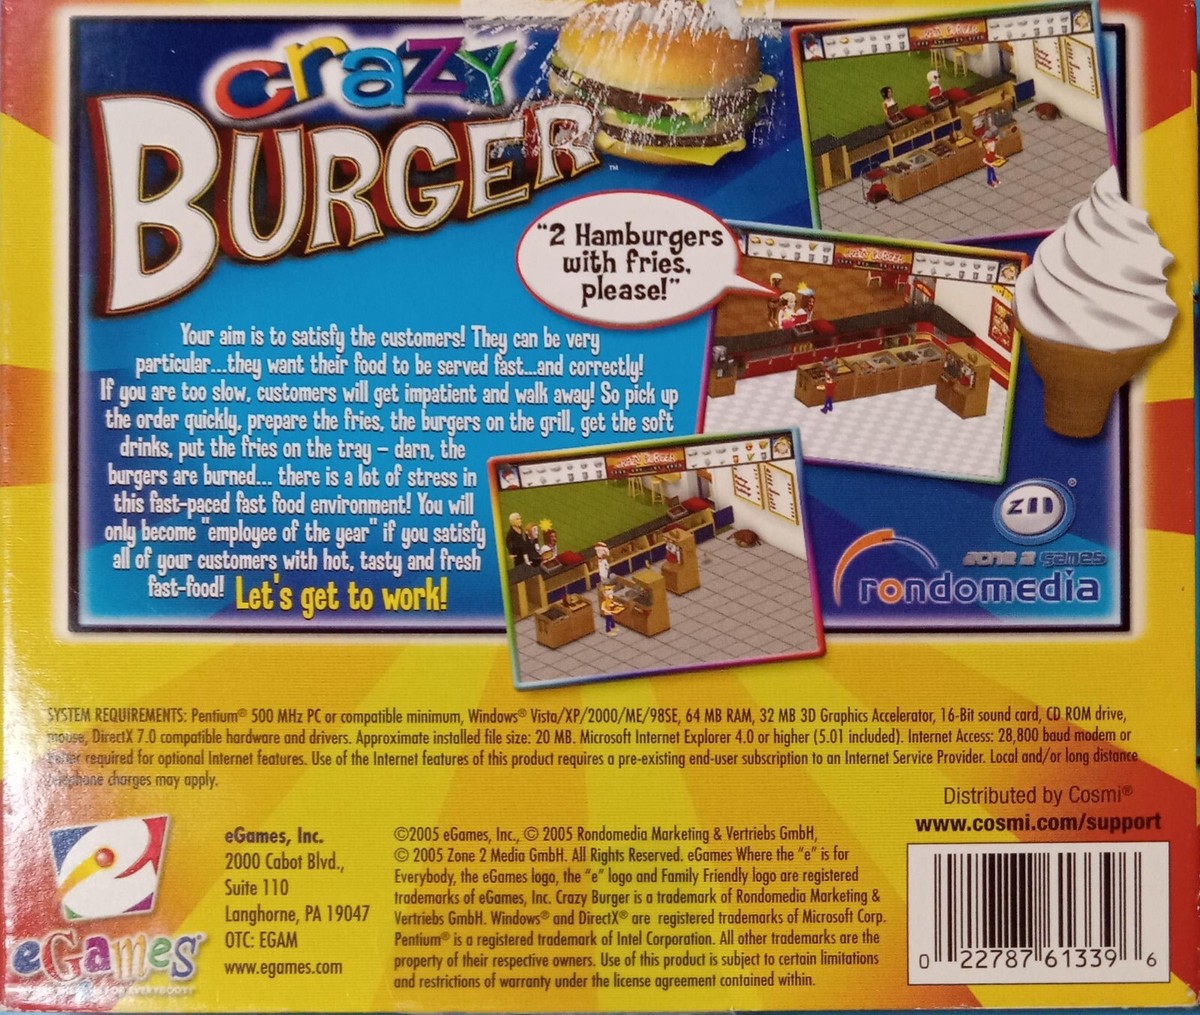 crazy
BURGER™
"2 Hamburgers
with fries,
please!"
Your aim is to satisfy the customers! They can be very
particular...they want their food to be served fast...and correctly!
If you are too slow, customers will get impatient and walk away! So pick up
the order quickly, prepare the fries, the burgers on the grill, get the soft
drinks, put the fries on the tray – darn, the
burgers are burned... there is a lot of stress in
this fast-paced fast food environment! You will
only become "employee of the year" if you satisfy
all of your customers with hot, tasty and fresh
fast-food! Let's get to work!
ZII®
ZONE 2 GAMES
rondomedia
SYSTEM REQUIREMENTS: Pentium® 500 MHz PC or compatible minimum, Windows® Vista/XP/2000/ME/98SE, 64 MB RAM, 32 MB 3D Graphics Accelerator, 16-Bit sound card, CD ROM drive,
mouse, DirectX 7.0 compatible hardware and drivers. Approximate installed file size: 20 MB. Microsoft Internet Explorer 4.0 or higher (5.01 included). Internet Access: 28,800 baud modem or
required for optional Internet features. Use of the Internet features of this product requires a pre-existing end-user subscription to an Internet Service Provider. Local and/or long distance
telephone charges may apply.
Distributed by Cosmi®
www.cosmi.com/support
eGames®
WHERE THE "e" IS FOR EVERYBODY!®
eGames, Inc.
2000 Cabot Blvd.,
Suite 110
Langhorne, PA 19047
OTC: EGAM
www.egames.com
©2005 eGames, Inc., © 2005 Rondomedia Marketing & Vertriebs GmbH,
© 2005 Zone 2 Media GmbH. All Rights Reserved. eGames Where the "e" is for
Everybody, the eGames logo, the "e" logo and Family Friendly logo are registered
trademarks of eGames, Inc. Crazy Burger is a trademark of Rondomedia Marketing &
Vertriebs GmbH. Windows® and DirectX® are registered trademarks of Microsoft Corp.
Pentium® is a registered trademark of Intel Corporation. All other trademarks are the
property of their respective owners. Use of this product is subject to certain limitations
and restrictions of warranty under the license agreement contained within.
0 22787 61339 6